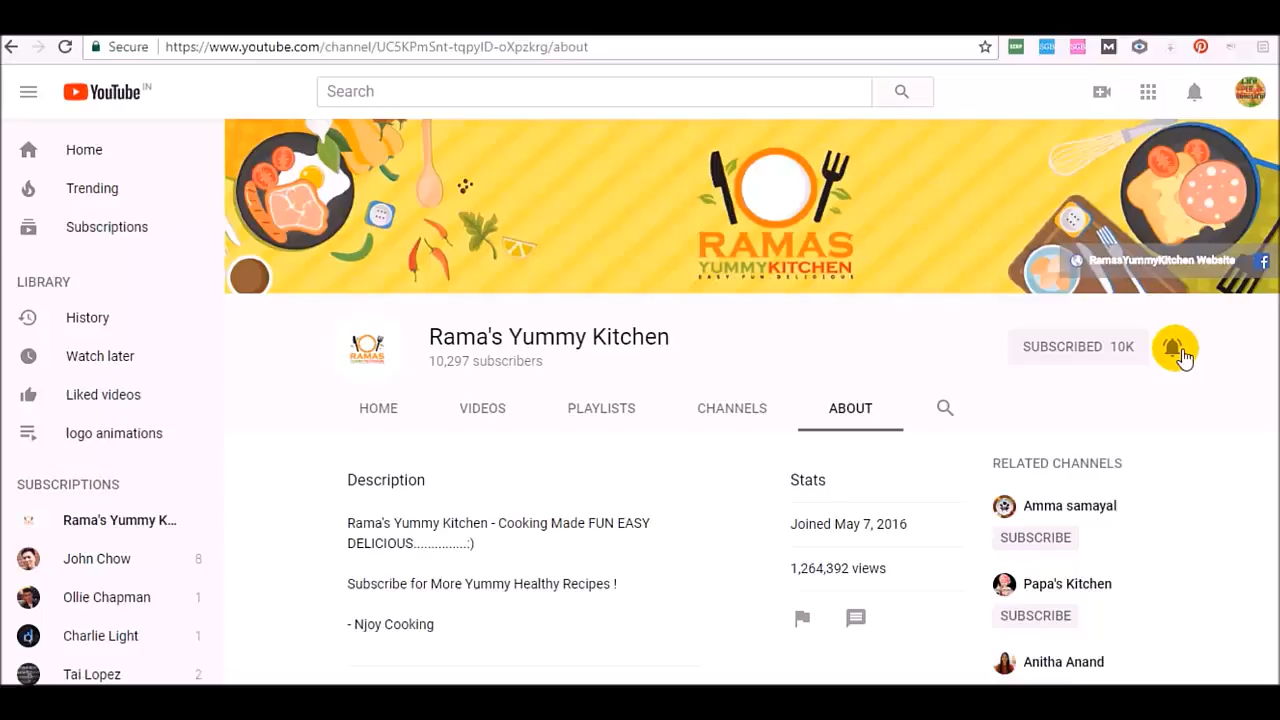 Secure
https://www.youtube.com/channel/UC5KPmSnt-tqpyID-oXpzkrg/about
YouTube IN
Search
Home
Trending
Subscriptions
LIBRARY
History
Watch later
Liked videos
logo animations
SUBSCRIPTIONS
Rama's Yummy K...
John Chow 8
Ollie Chapman 1
Charlie Light 1
Tai Lopez 2
RAMAS
YUMMYKITCHEN
EASY FUN DELICIOUS
RamasYummyKitchen Website
Rama's Yummy Kitchen
10,297 subscribers
SUBSCRIBED 10K
HOME VIDEOS PLAYLISTS CHANNELS ABOUT
Description
Rama's Yummy Kitchen - Cooking Made FUN EASY
DELICIOUS...............:)
Subscribe for More Yummy Healthy Recipes !
- Njoy Cooking
Stats
Joined May 7, 2016
1,264,392 views
RELATED CHANNELS
Amma samayal
SUBSCRIBE
Papa's Kitchen
SUBSCRIBE
Anitha Anand